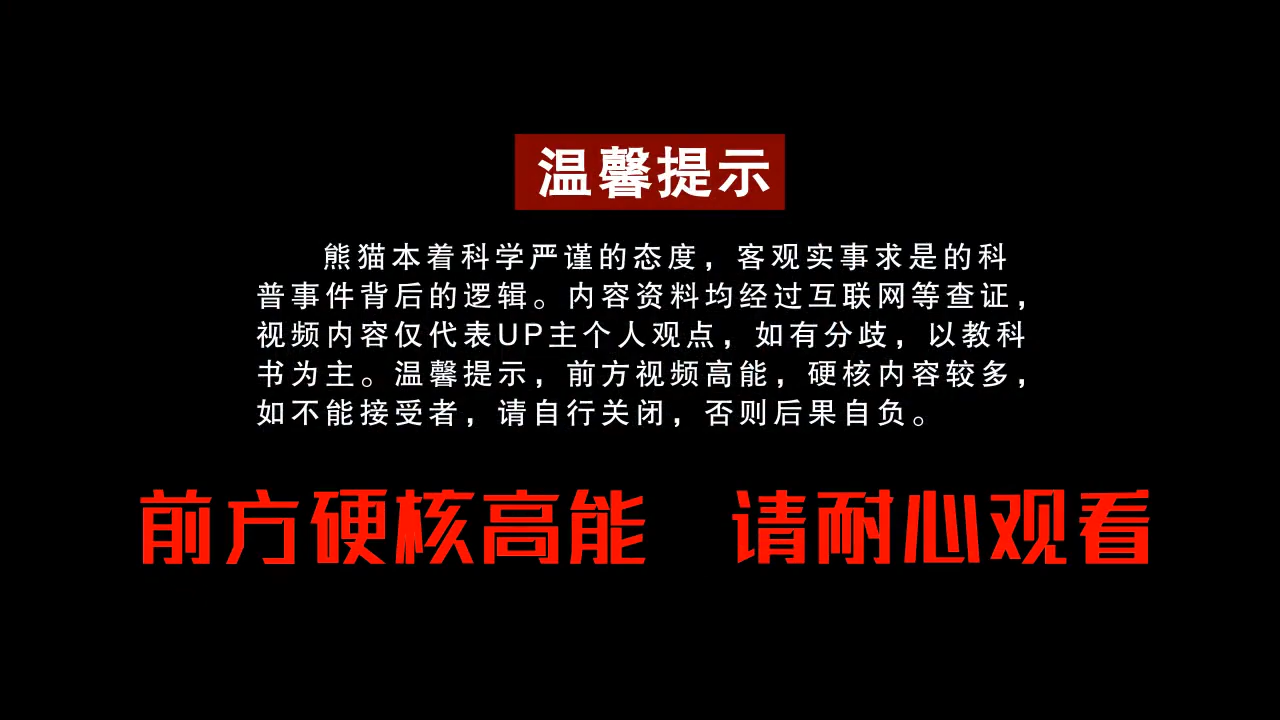 温馨提示
熊猫本着科学严谨的态度，客观实事求是的科
普事件背后的逻辑。内容资料均经过互联网等查证，
视频内容仅代表UP主个人观点，如有分歧，以教科
书为主。温馨提示，前方视频高能，硬核内容较多，
如不能接受者，请自行关闭，否则后果自负。
前方硬核高能 请耐心观看